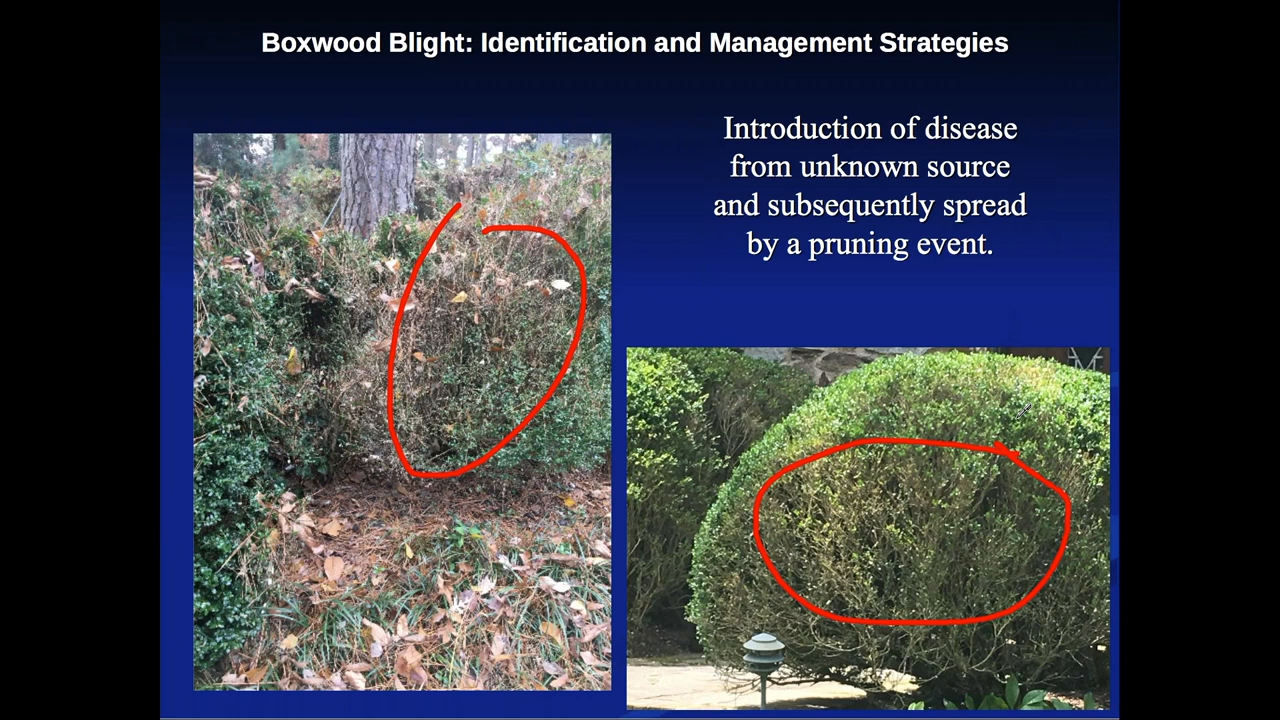 Boxwood Blight: Identification and Management Strategies
Introduction of disease
from unknown source
and subsequently spread
by a pruning event.